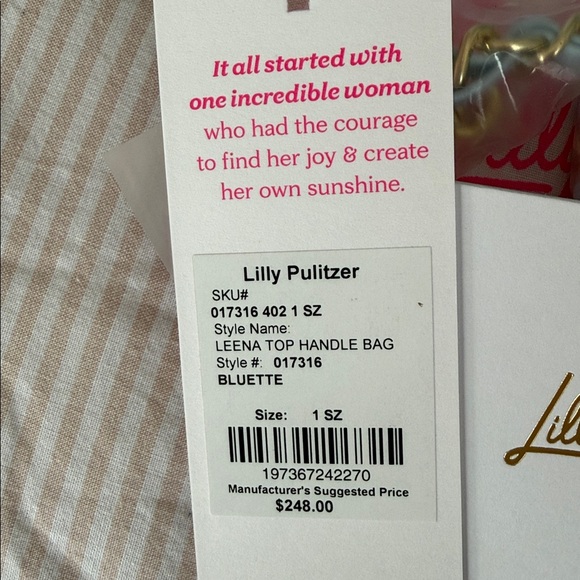 It all started with
one incredible woman
who had the courage
to find her joy & create
her own sunshine.
Lilly Pulitzer
SKU#
017316 402 1 SZ
Style Name:
LEENA TOP HANDLE BAG
Style #: 017316
BLUETTE
Size: 1 SZ
197367242270
Manufacturer's Suggested Price
$248.00